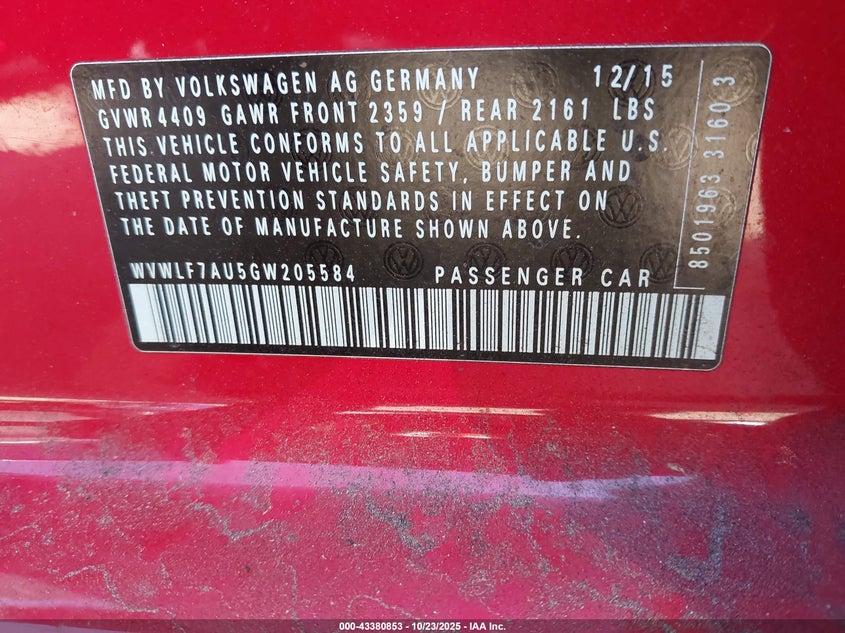 MFD BY VOLKSWAGEN AG GERMANY 12/15
GVWR 4409 GAWR FRONT 2359 / REAR 2161 LBS
THIS VEHICLE CONFORMS TO ALL APPLICABLE U.S.
FEDERAL MOTOR VEHICLE SAFETY, BUMPER AND
THEFT PREVENTION STANDARDS IN EFFECT ON
THE DATE OF MANUFACTURE SHOWN ABOVE.
WVWLF7AU5GW205584 PASSENGER CAR
8501963 3160 3
000-43380853 - 10/23/2025 - IAA Inc.